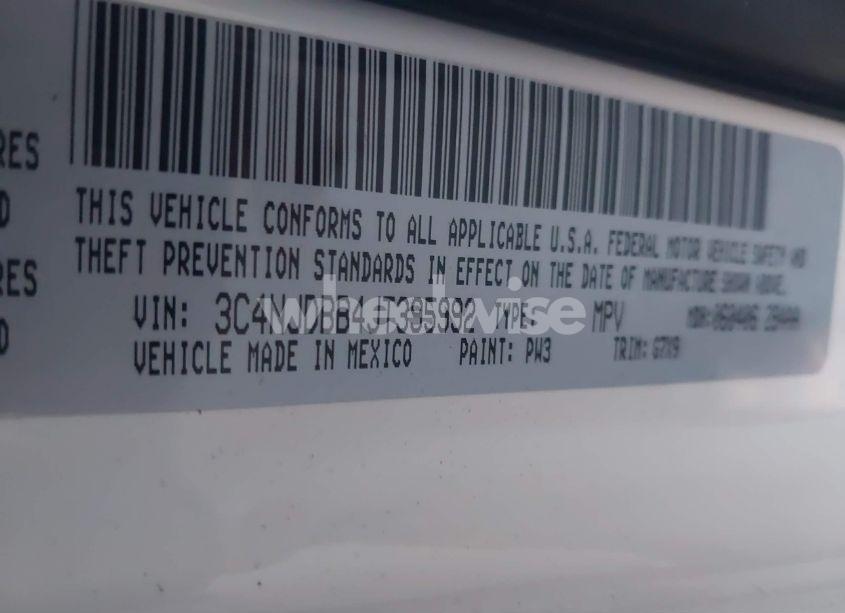 RES
THIS VEHICLE CONFORMS TO ALL APPLICABLE U.S.A. FEDERAL MOTOR VEHICLE SAFETY AND
D
THEFT PREVENTION STANDARDS IN EFFECT ON THE DATE OF MANUFACTURE SHOWN ABOVE.
RES
VIN: TYPE: MPV
wheelwise
D
VEHICLE MADE IN MEXICO PAINT: PW3 TRIM: G7X9